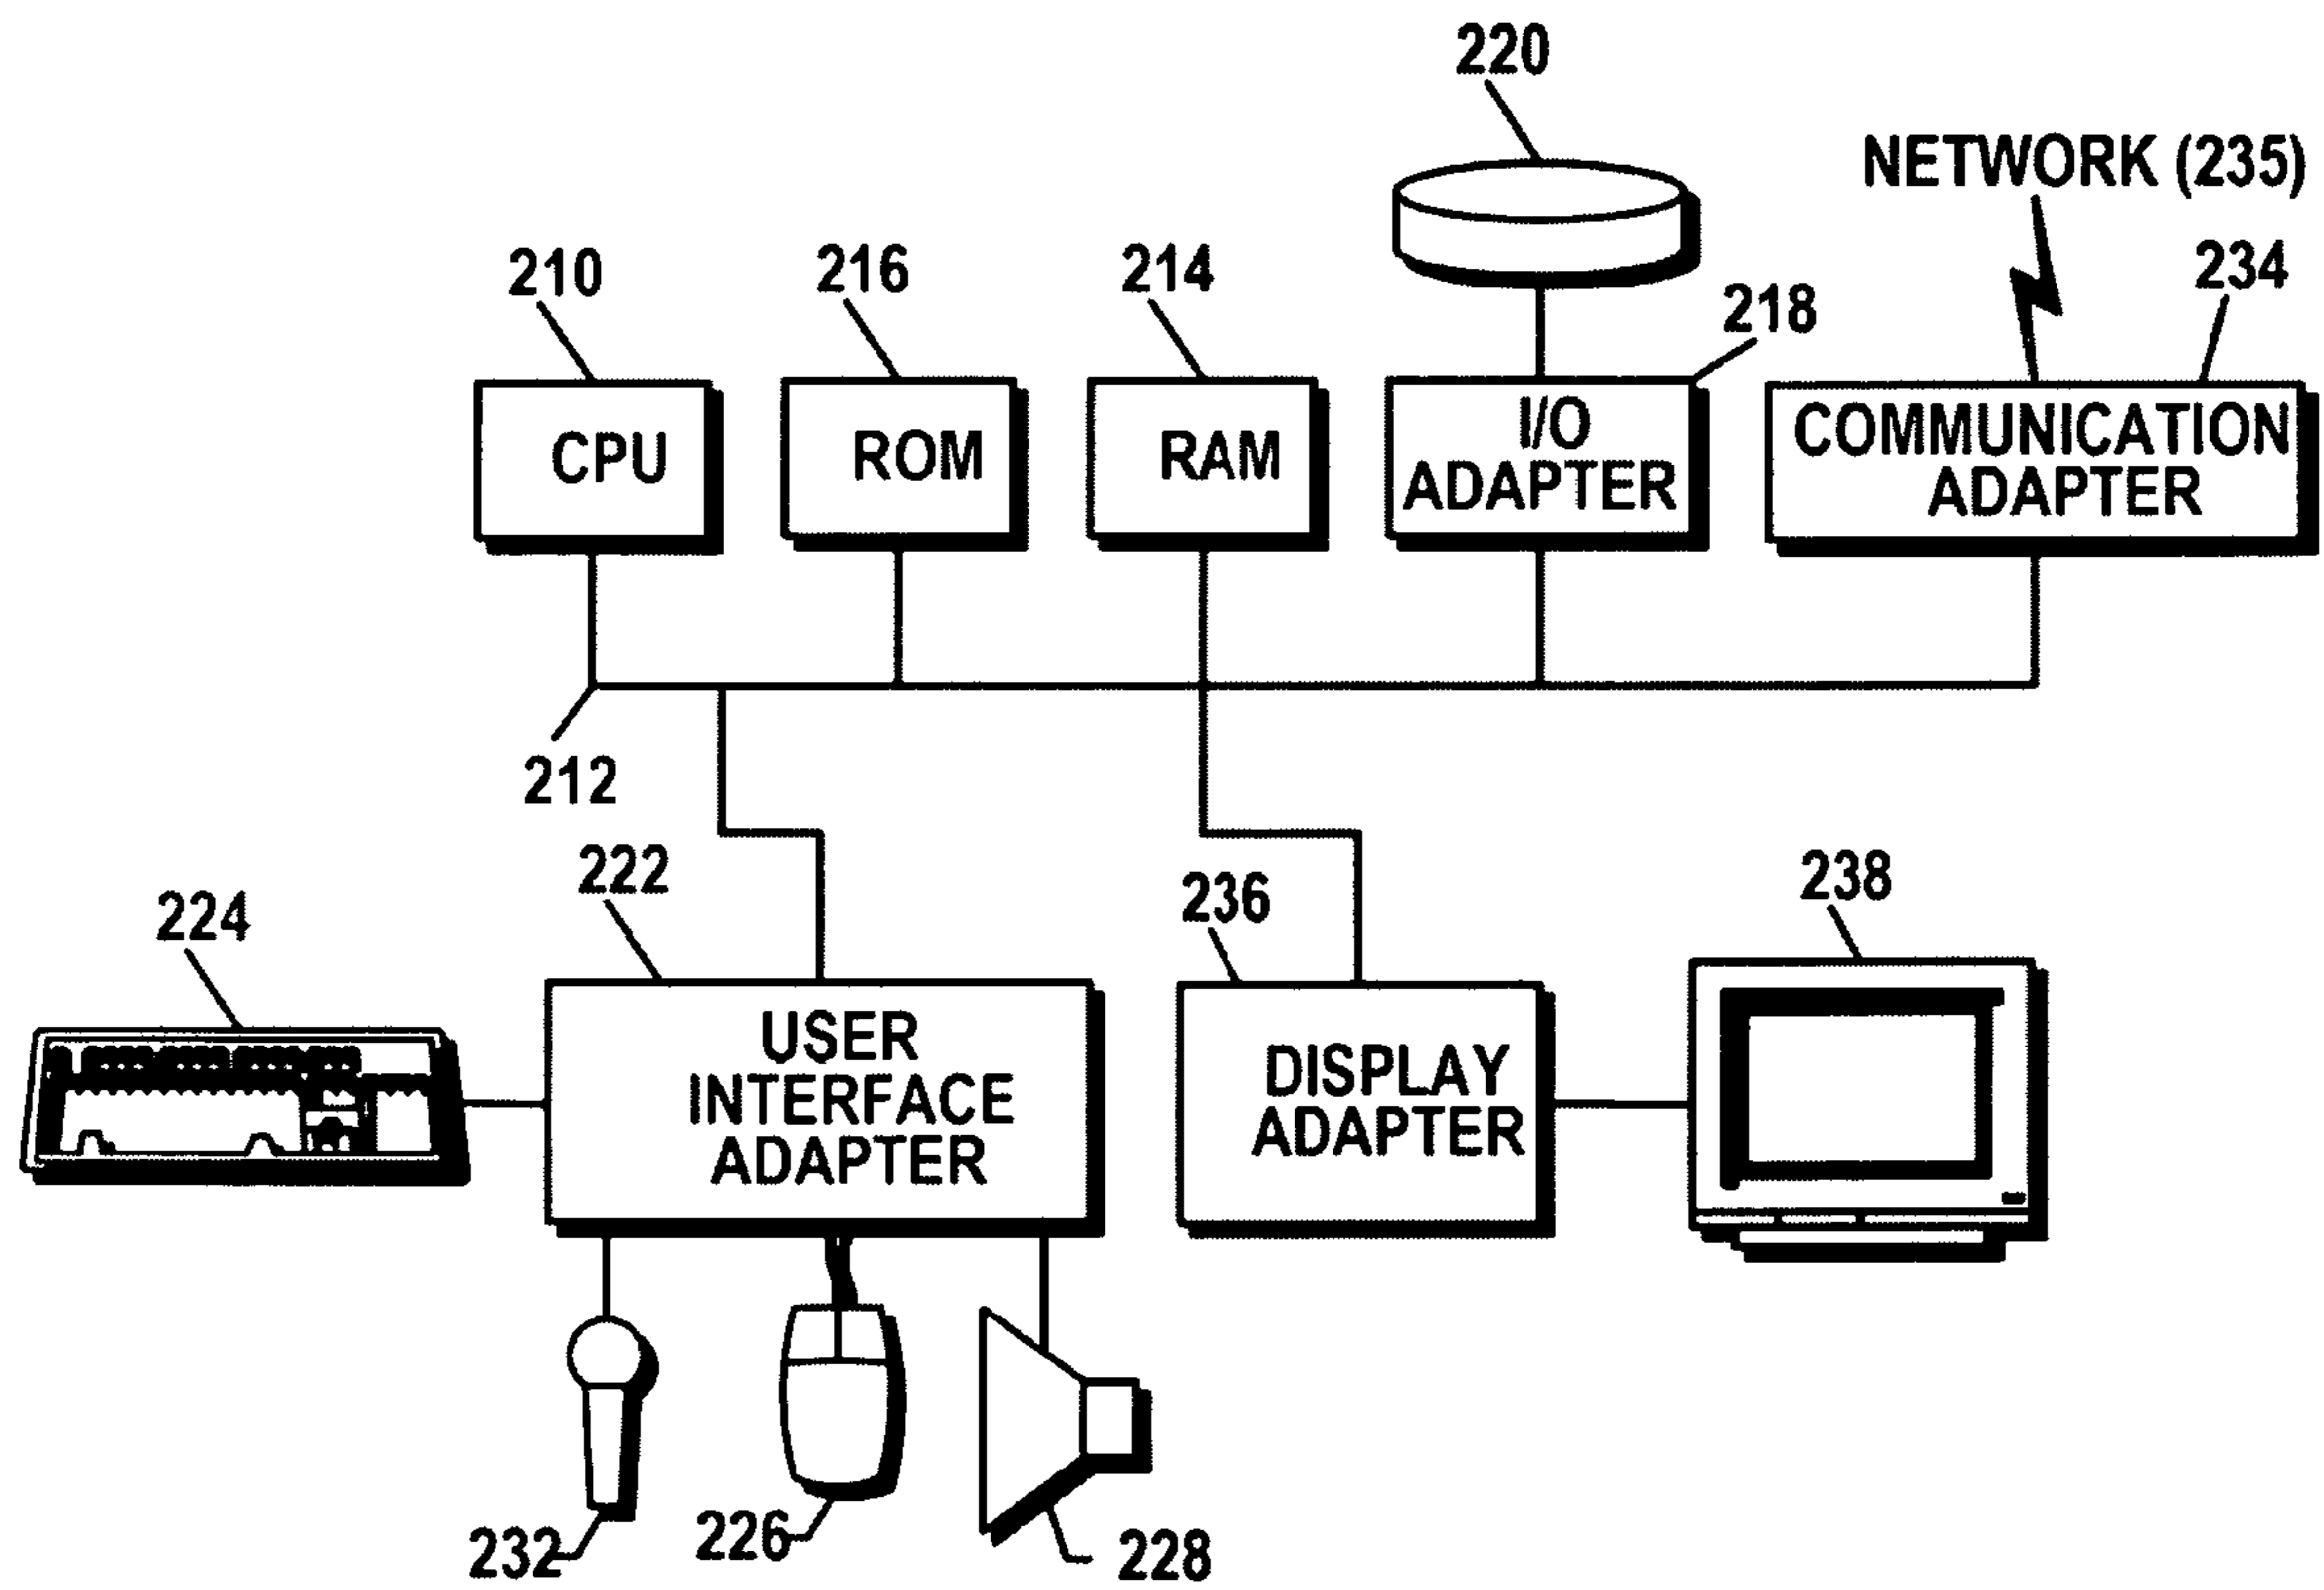 220
NETWORK (235)
210
216
214
218
234
CPU
ROM
RAM
I/O
ADAPTER
COMMUNICATION
ADAPTER
212
222
224
236
238
USER
INTERFACE
ADAPTER
DISPLAY
ADAPTER
232
226
228